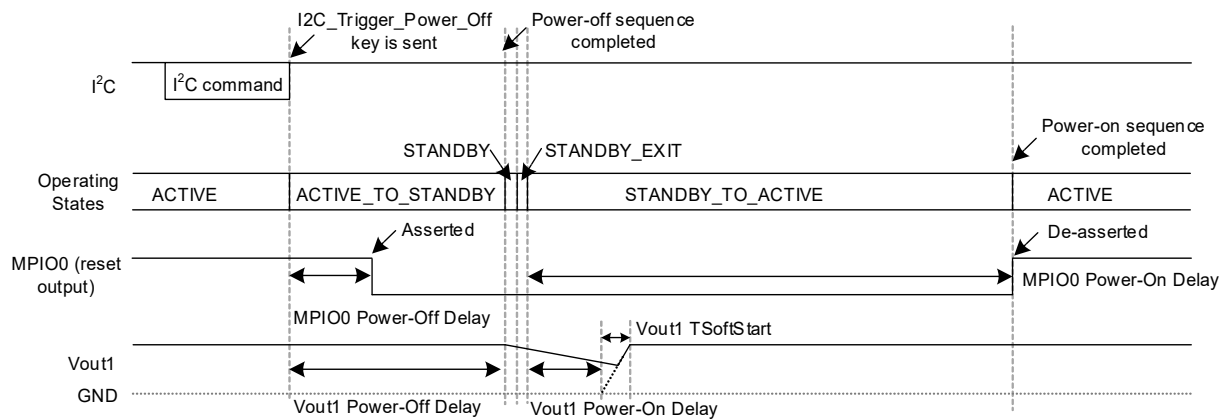 I2C_Trigger_Power_Off
key is sent
Power-off sequence
completed
I²C
I²C command
STANDBY
STANDBY_EXIT
Power-on sequence
completed
Operating
States
ACTIVE
ACTIVE_TO_STANDBY
STANDBY_TO_ACTIVE
ACTIVE
Asserted
De-asserted
MPIO0 (reset
output)
MPIO0 Power-On Delay
MPIO0 Power-Off Delay
Vout1 TSoftStart
Vout1
GND
Vout1 Power-Off Delay
Vout1 Power-On Delay